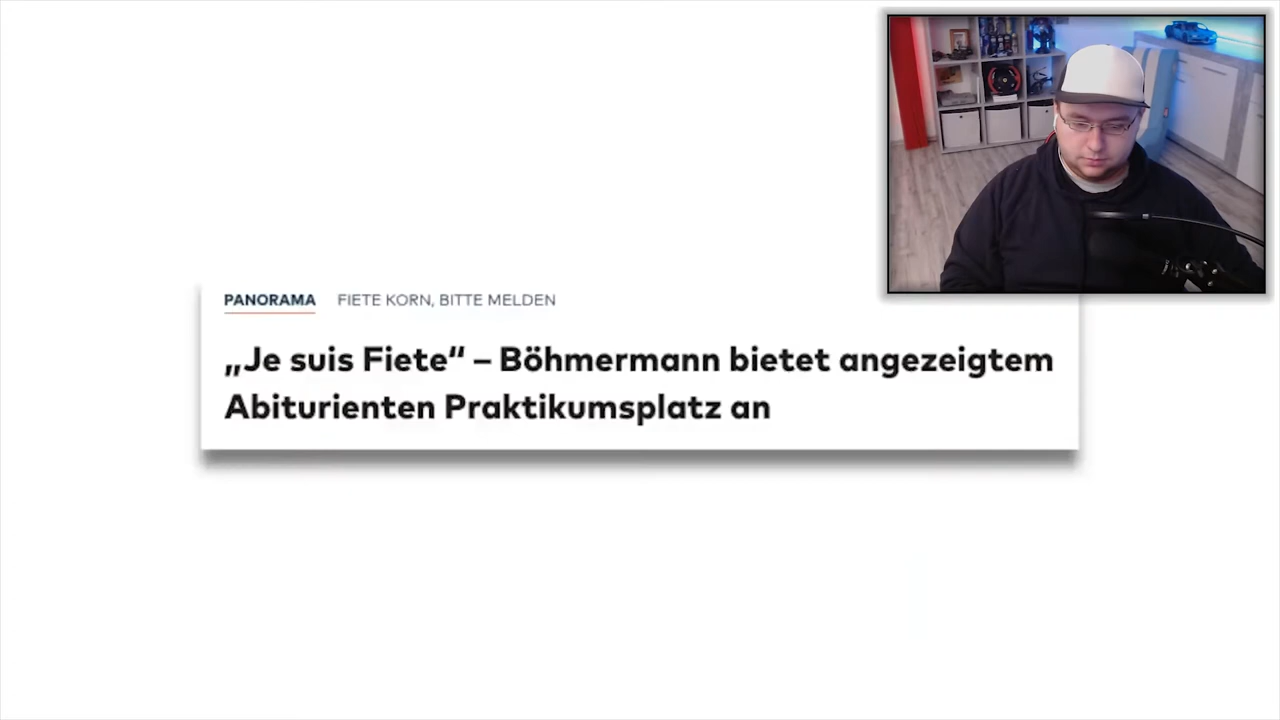 PANORAMA FIETE KORN, BITTE MELDEN
„Je suis Fiete“ – Böhmermann bietet angezeigtem
Abiturienten Praktikumsplatz an